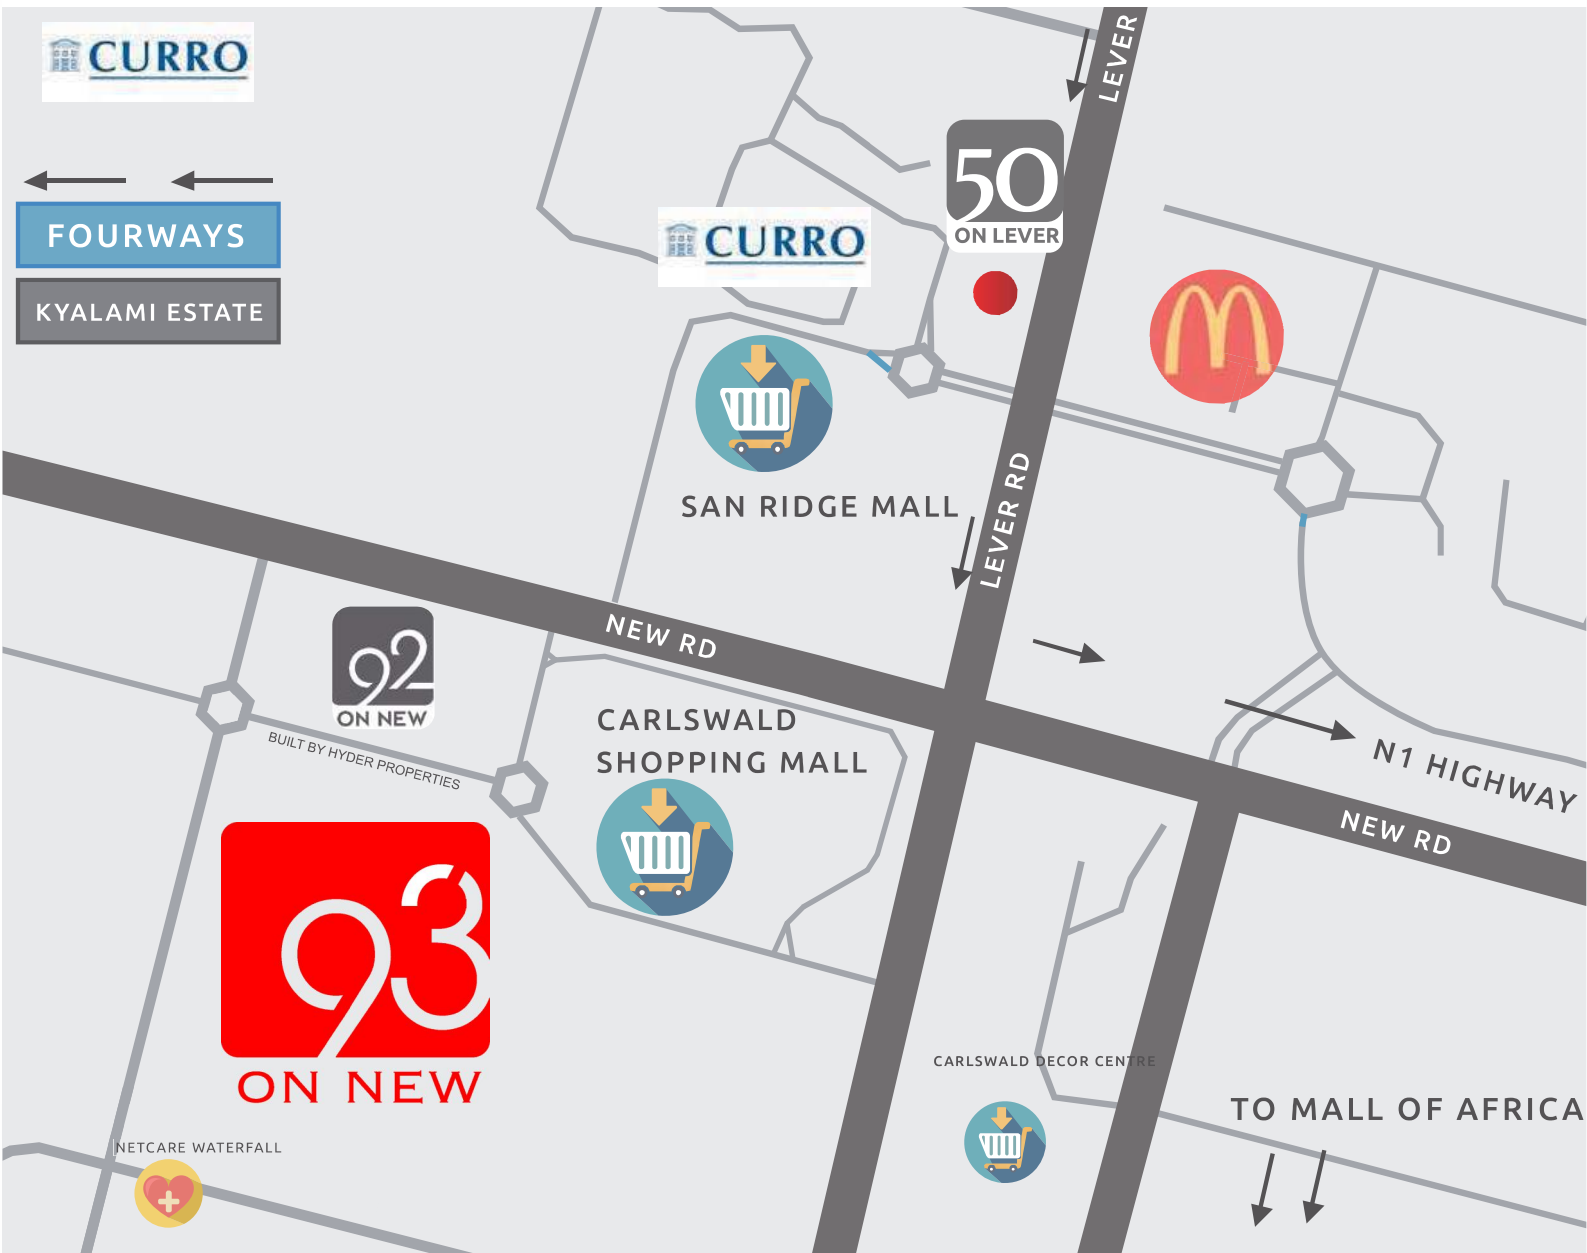 CURRO
LEVER
50
ON LEVER
FOURWAYS
CURRO
KYALAMI ESTATE
SAN RIDGE MALL
LEVER RD
NEW RD
92
ON NEW
CARLSWALD
SHOPPING MALL
BUILT BY HYDER PROPERTIES
N1 HIGHWAY
NEW RD
93
ON NEW
CARLSWALD DECOR CENTRE
TO MALL OF AFRICA
NETCARE WATERFALL